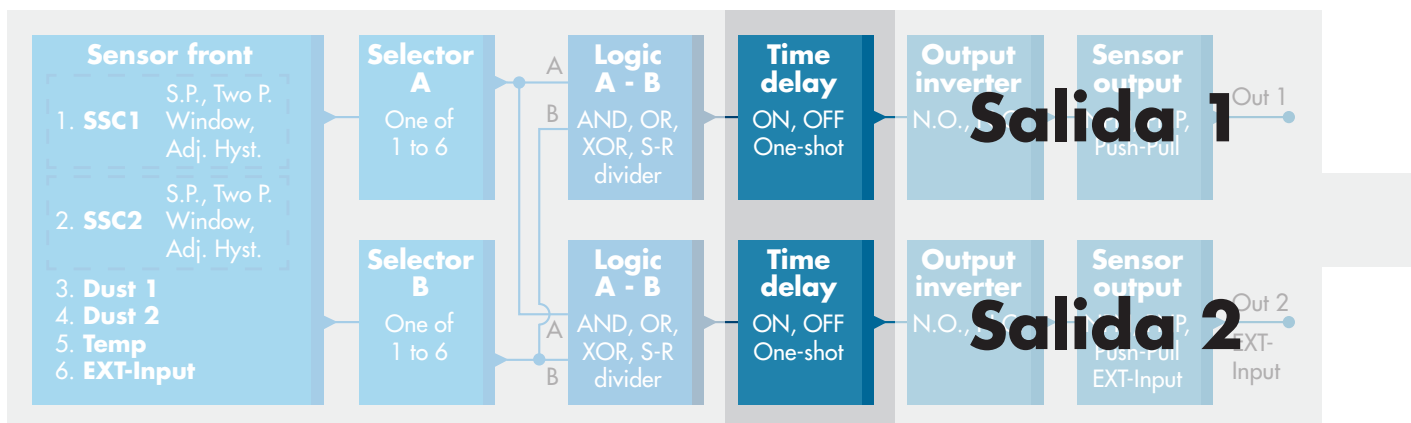 Sensor front
1. SSC1
S.P., Two P.
Window,
Adj. Hyst.
2. SSC2
S.P., Two P.
Window,
Adj. Hyst.
3. Dust 1
4. Dust 2
5. Temp
6. EXT-Input
Selector
A
One of
1 to 6
Selector
B
One of
1 to 6
A
B
Logic
A - B
AND, OR,
XOR, S-R
divider
A
B
Logic
A - B
AND, OR,
XOR, S-R
divider
Time
delay
ON, OFF
One-shot
Time
delay
ON, OFF
One-shot
Output
inverter
N.O.,
Sensor
output
Push-Pull
Out 1
Salida 1
Output
inverter
N.O.,
Sensor
output
Push-Pull
EXT-Input
Out 2
EXT-
Input
Salida 2